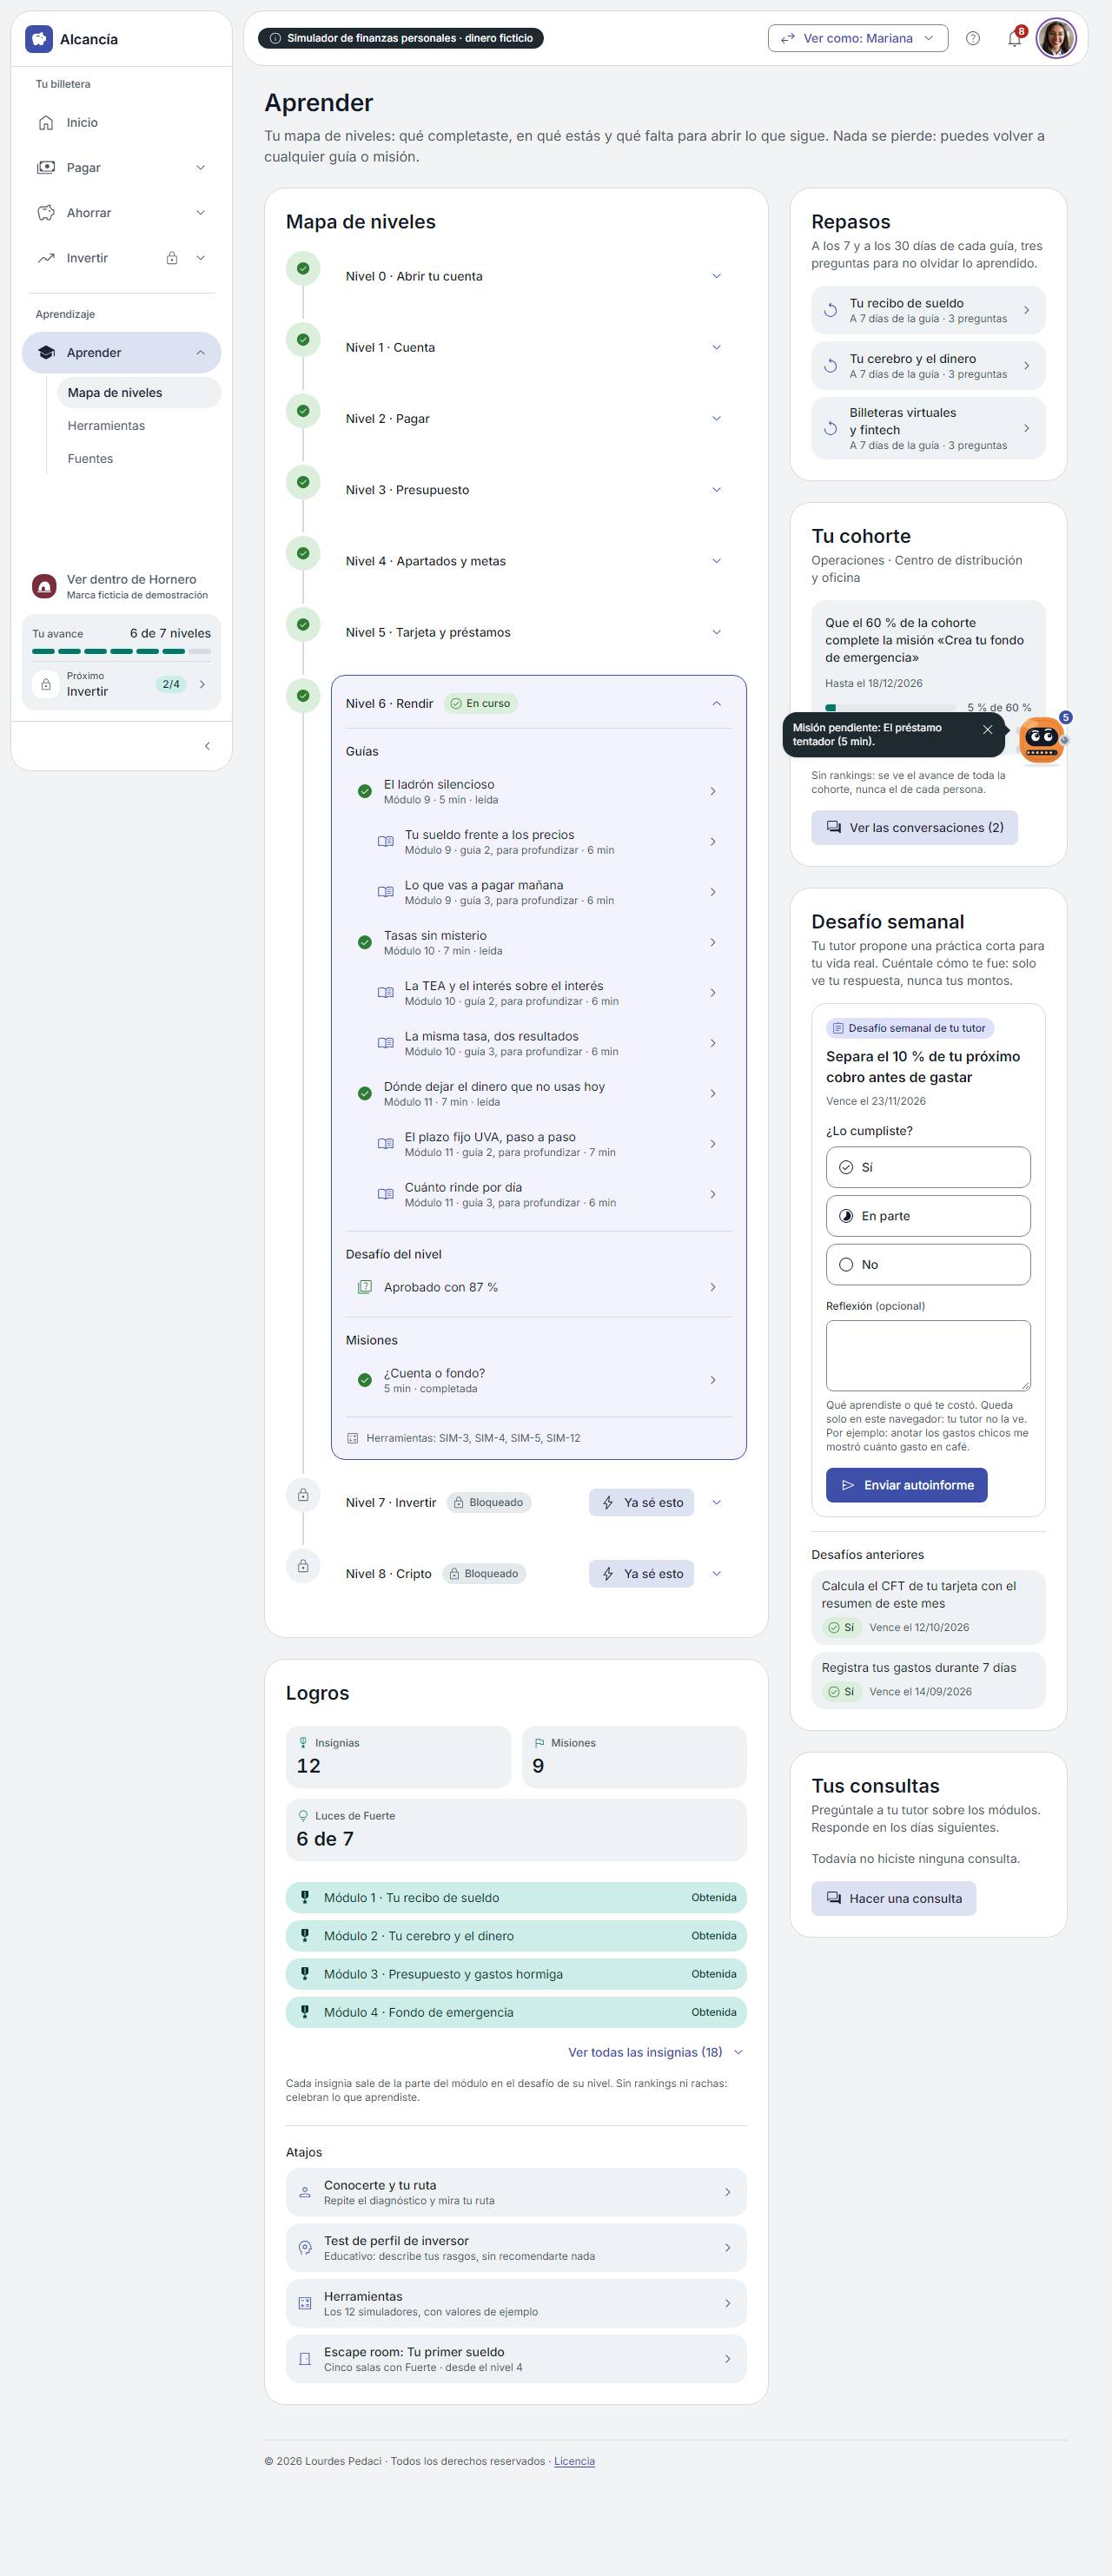 Alcancía
Tu billetera
Inicio
Pagar
Ahorrar
Invertir
Aprendizaje
Aprender
Mapa de niveles
Herramientas
Fuentes
Ver dentro de Hornero
Marca ficticia de demostración
Tu avance
6 de 7 niveles
Próximo
Invertir
2/4
Simulador de finanzas personales · dinero ficticio
Ver como: Mariana
8
Aprender
Tu mapa de niveles: qué completaste, en qué estás y qué falta para abrir lo que sigue. Nada se pierde: puedes volver a
cualquier guía o misión.
Mapa de niveles
Nivel 0 · Abrir tu cuenta
Nivel 1 · Cuenta
Nivel 2 · Pagar
Nivel 3 · Presupuesto
Nivel 4 · Apartados y metas
Nivel 5 · Tarjeta y préstamos
Nivel 6 · Rendir
En curso
Guías
El ladrón silencioso
Módulo 9 · 5 min · leída
Tu sueldo frente a los precios
Módulo 9 · guía 2, para profundizar · 6 min
Lo que vas a pagar mañana
Módulo 9 · guía 3, para profundizar · 6 min
Tasas sin misterio
Módulo 10 · 7 min · leída
La TEA y el interés sobre el interés
Módulo 10 · guía 2, para profundizar · 6 min
La misma tasa, dos resultados
Módulo 10 · guía 3, para profundizar · 6 min
Dónde dejar el dinero que no usas hoy
Módulo 11 · 7 min · leída
El plazo fijo UVA, paso a paso
Módulo 11 · guía 2, para profundizar · 7 min
Cuánto rinde por día
Módulo 11 · guía 3, para profundizar · 6 min
Desafío del nivel
Aprobado con 87 %
Misiones
¿Cuenta o fondo?
5 min · completada
Herramientas: SIM-3, SIM-4, SIM-5, SIM-12
Nivel 7 · Invertir
Bloqueado
Ya sé esto
Nivel 8 · Cripto
Bloqueado
Ya sé esto
Logros
Insignias
12
Misiones
9
Luces de Fuerte
6 de 7
Módulo 1 · Tu recibo de sueldo
Obtenida
Módulo 2 · Tu cerebro y el dinero
Obtenida
Módulo 3 · Presupuesto y gastos hormiga
Obtenida
Módulo 4 · Fondo de emergencia
Obtenida
Ver todas las insignias (18)
Cada insignia sale de la parte del módulo en el desafío de su nivel. Sin rankings ni rachas:
celebran lo que aprendiste.
Atajos
Conocerte y tu ruta
Repite el diagnóstico y mira tu ruta
Test de perfil de inversor
Educativo: describe tus rasgos, sin recomendarte nada
Herramientas
Los 12 simuladores, con valores de ejemplo
Escape room: Tu primer sueldo
Cinco salas con Fuerte · desde el nivel 4
Repasos
A los 7 y a los 30 días de cada guía, tres
preguntas para no olvidar lo aprendido.
Tu recibo de sueldo
A 7 días de la guía · 3 preguntas
Tu cerebro y el dinero
A 7 días de la guía · 3 preguntas
Billeteras virtuales
y fintech
A 7 días de la guía · 3 preguntas
Tu cohorte
Operaciones · Centro de distribución
y oficina
Que el 60 % de la cohorte
complete la misión «Crea tu fondo
de emergencia»
Hasta el 18/12/2026
5 % de 60 %
Misión pendiente: El préstamo
tentador (5 min).
5
Sin rankings: se ve el avance de toda la
cohorte, nunca el de cada persona.
Ver las conversaciones (2)
Desafío semanal
Tu tutor propone una práctica corta para
tu vida real. Cuéntale cómo te fue: solo
ve tu respuesta, nunca tus montos.
Desafío semanal de tu tutor
Separa el 10 % de tu próximo
cobro antes de gastar
Vence el 23/11/2026
¿Lo cumpliste?
Sí
En parte
No
Reflexión (opcional)
Qué aprendiste o qué te costó. Queda
solo en este navegador: tu tutor no la ve.
Por ejemplo: anotar los gastos chicos me
mostró cuánto gasto en café.
Enviar autoinforme
Desafíos anteriores
Calcula el CFT de tu tarjeta con el
resumen de este mes
Sí
Vence el 12/10/2026
Registra tus gastos durante 7 días
Sí
Vence el 14/09/2026
Tus consultas
Pregúntale a tu tutor sobre los módulos.
Responde en los días siguientes.
Todavía no hiciste ninguna consulta.
Hacer una consulta
© 2026 Lourdes Pedaci · Todos los derechos reservados · Licencia